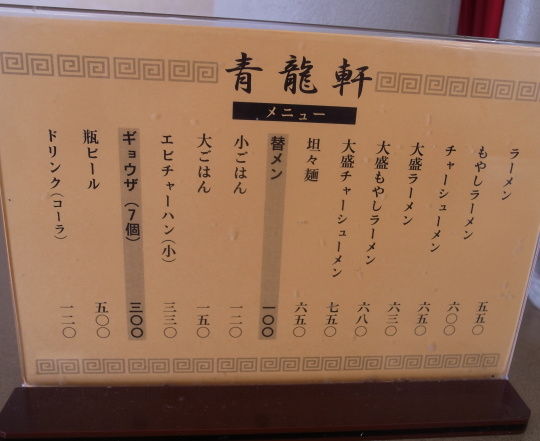 青龍軒
メニュー
ラーメン 五五〇
もやしラーメン 六〇〇
チャーシューメン 六五〇
大盛ラーメン 六三〇
大盛もやしラーメン 六八〇
大盛チャーシューメン 七五〇
坦々麺 六五〇
替メン 一〇〇
小ごはん 一二〇
大ごはん 一五〇
エビチャーハン(小) 三三〇
ギョウザ(7個) 三〇〇
瓶ビール 五〇〇
ドリンク(コーラ) 一二〇